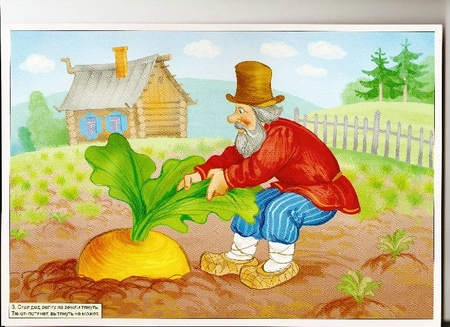 3. Стал дед репку из земли тянуть.
Тянет-потянет, вытянуть не может.